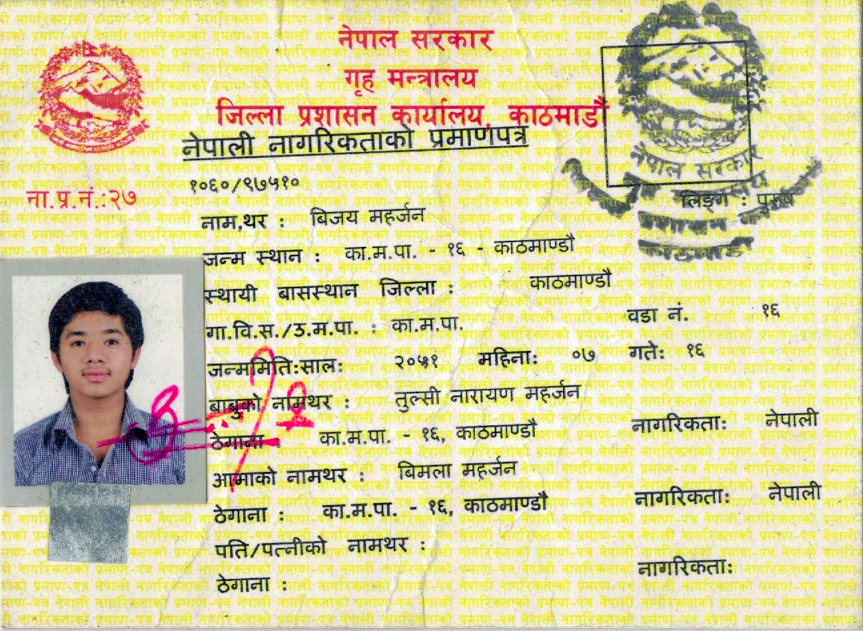 नेपाल सरकार
गृह मन्त्रालय
जिल्ला प्रशासन कार्यालय, काठमाडौं
नेपाली नागरिकताको प्रमाणपत्र
नेपाल सरकार
ना.प्र.नं.:२७
१०६०/९७५१०
लिङ्ग : पुरुष
नाम,थर : बिजय महर्जन
जन्म स्थान : का.म.पा. - १६ - काठमाण्डौ
स्थायी बासस्थान जिल्ला : काठमाण्डौ
गा.वि.स./उ.म.पा. : का.म.पा. वडा नं. १६
जन्ममिति:साल: २०५१ महिना: ०७ गते: १६
बाबुको नामथर : तुल्सी नारायण महर्जन
ठेगाना का.म.पा. - १६, काठमाण्डौ नागरिकता: नेपाली
आमाको नामथर : बिमला महर्जन
ठेगाना : का.म.पा. - १६, काठमाण्डौ नागरिकता: नेपाली
पति/पत्नीको नामथर :
ठेगाना : नागरिकता: